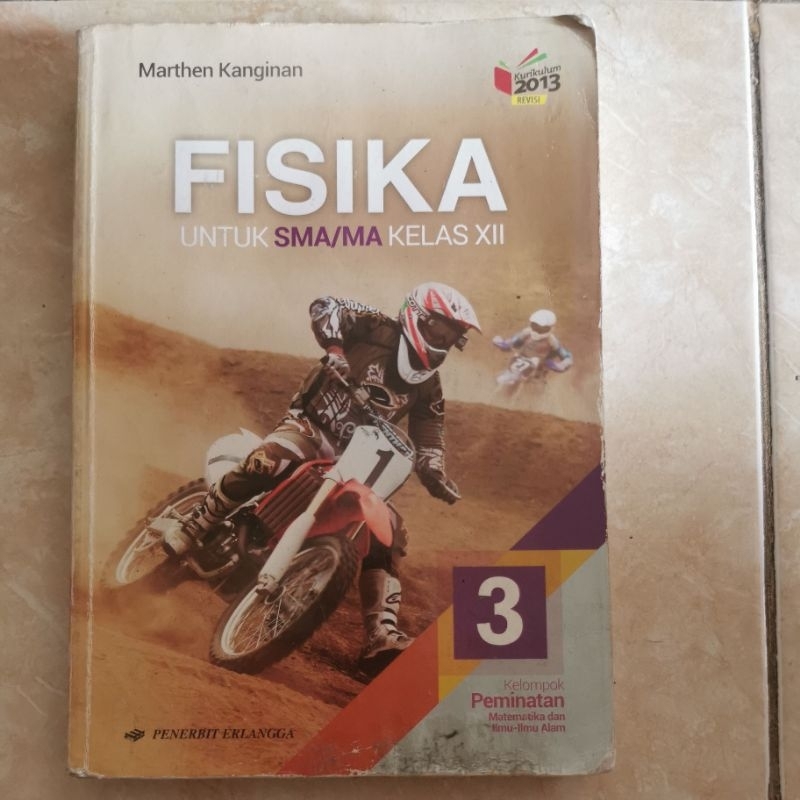 Marthen Kanginan
Kurikulum
2013
REVISI
FISIKA
UNTUK SMA/MA KELAS XII
1
3
Kelompok
Peminatan
Matematika dan
Ilmu-Ilmu Alam
PENERBIT ERLANGGA